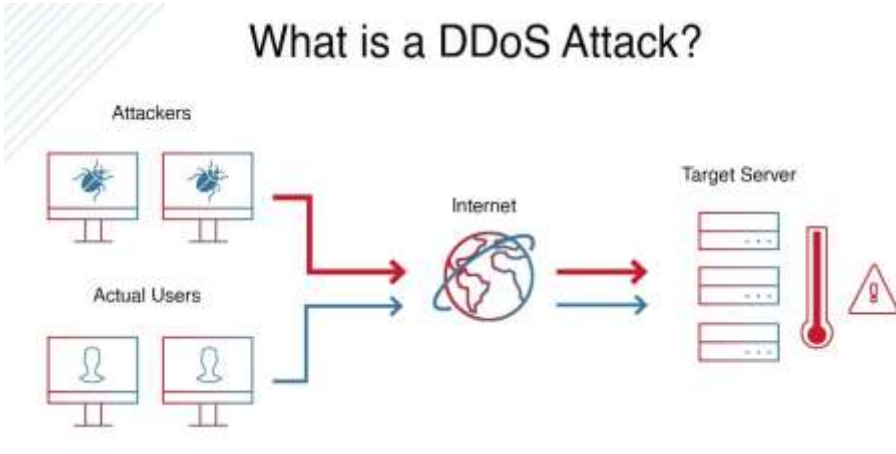 What is a DDoS Attack?
Attackers
Target Server
Internet
Actual Users